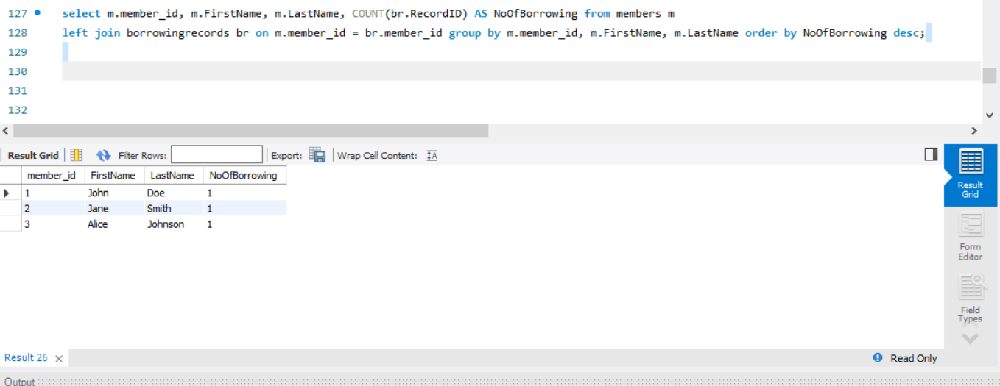 127 select m.member_id, m.FirstName, m.LastName, COUNT(br.RecordID) AS NoOfBorrowing from members m
128 left join borrowingrecords br on m.member_id = br.member_id group by m.member_id, m.FirstName, m.LastName order by NoOfBorrowing desc;
129
130
131
132
Result Grid Filter Rows: Export: Wrap Cell Content: IA
member_id FirstName LastName NoOfBorrowing
1 John Doe 1
2 Jane Smith 1
3 Alice Johnson 1
Result
Grid
Form
Editor
Field
Types
Result 26 Read Only
Output